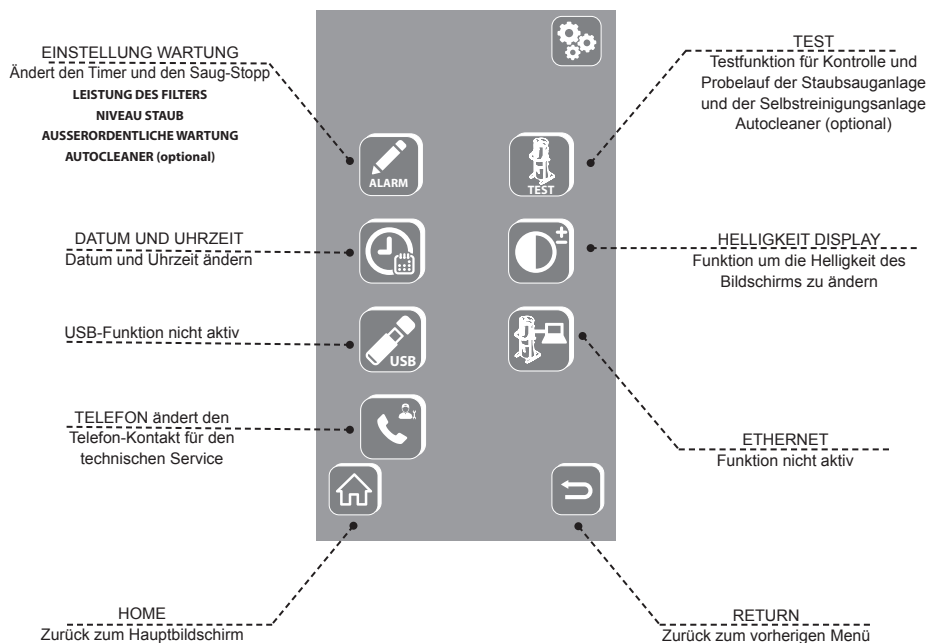 EINSTELLUNG WARTUNG
Ändert den Timer und den Saug-Stopp
LEISTUNG DES FILTERS
NIVEAU STAUB
AUSSERORDENTLICHE WARTUNG
AUTOCLEANER (optional)
DATUM UND UHRZEIT
Datum und Uhrzeit ändern
USB-Funktion nicht aktiv
TELEFON ändert den
Telefon-Kontakt für den
technischen Service
HOME
Zurück zum Hauptbildschirm
ALARM
TEST
USB
TEST
Testfunktion für Kontrolle und
Probelauf der Staubsauganlage
und der Selbstreinigungsanlage
Autocleaner (optional)
HELLIGKEIT DISPLAY
Funktion um die Helligkeit des
Bildschirms zu ändern
ETHERNET
Funktion nicht aktiv
RETURN
Zurück zum vorherigen Menü